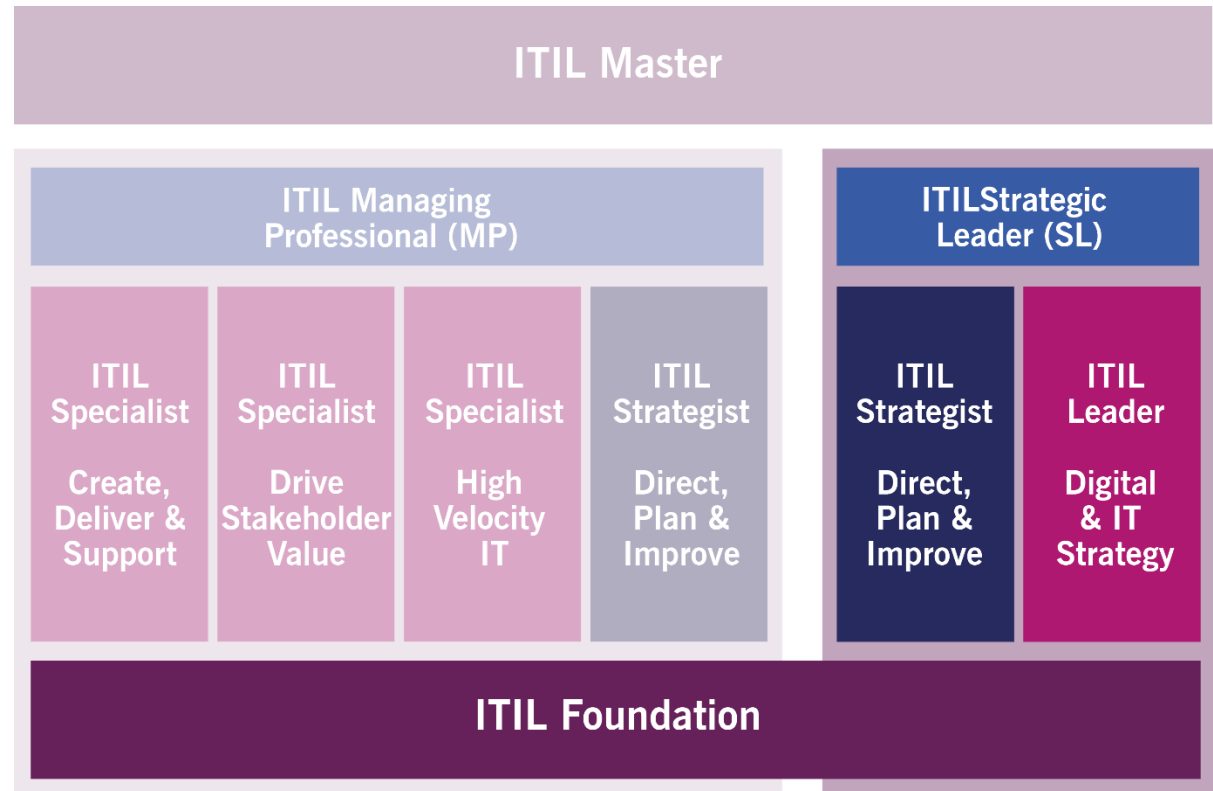 ITIL Master
ITIL Managing
Professional (MP)
ITILStrategic
Leader (SL)
ITIL
Specialist
Create,
Deliver &
Support
ITIL
Specialist
Drive
Stakeholder
Value
ITIL
Specialist
High
Velocity
IT
ITIL
Strategist
Direct,
Plan &
Improve
ITIL
Strategist
Direct,
Plan &
Improve
ITIL
Leader
Digital
& IT
Strategy
ITIL Foundation